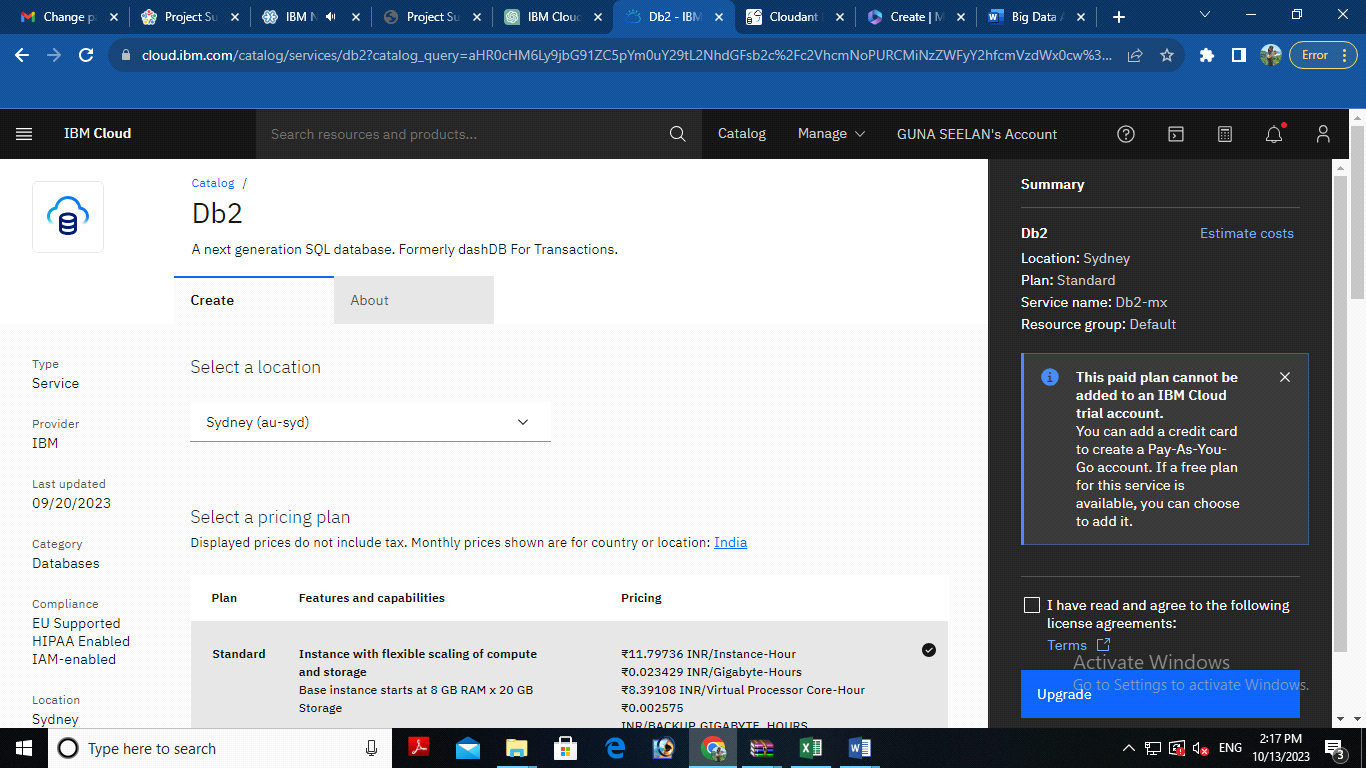 Change p
Project Su
IBM N
Project Su
IBM Clou
Db2 - IBM
Cloudant
Create | M
Big Data
cloud.ibm.com/catalog/services/db2?catalog_query=aHR0cHM6Ly9jbG91ZC5pYm0uY29tL2NhdGFsb2c%2Fc2VhcmNoPURCMiNzZWFyY2hfcmVzdWx0cw%3...
Error
IBM Cloud
Search resources and products...
Catalog
Manage
GUNA SEELAN's Account
Catalog /
Db2
A next generation SQL database. Formerly dashDB For Transactions.
Create
About
Type
Service
Provider
IBM
Last updated
09/20/2023
Category
Databases
Compliance
EU Supported
HIPAA Enabled
IAM-enabled
Location
Sydney
Select a location
Sydney (au-syd)
Select a pricing plan
Displayed prices do not include tax. Monthly prices shown are for country or location: India
Plan
Features and capabilities
Pricing
Standard
Instance with flexible scaling of compute
and storage
Base instance starts at 8 GB RAM x 20 GB
Storage
₹11.79736 INR/Instance-Hour
₹0.023429 INR/Gigabyte-Hours
₹8.39108 INR/Virtual Processor Core-Hour
₹0.002575
INR/BACKUP_GIGABYTE_HOURS
Summary
Db2
Estimate costs
Location: Sydney
Plan: Standard
Service name: Db2-mx
Resource group: Default
This paid plan cannot be
added to an IBM Cloud
trial account.
You can add a credit card
to create a Pay-As-You-
Go account. If a free plan
for this service is
available, you can choose
to add it.
I have read and agree to the following
license agreements:
Terms
Activate Windows
Go to Settings to activate Windows.
Upgrade
Type here to search
ENG
2:17 PM
10/13/2023
3